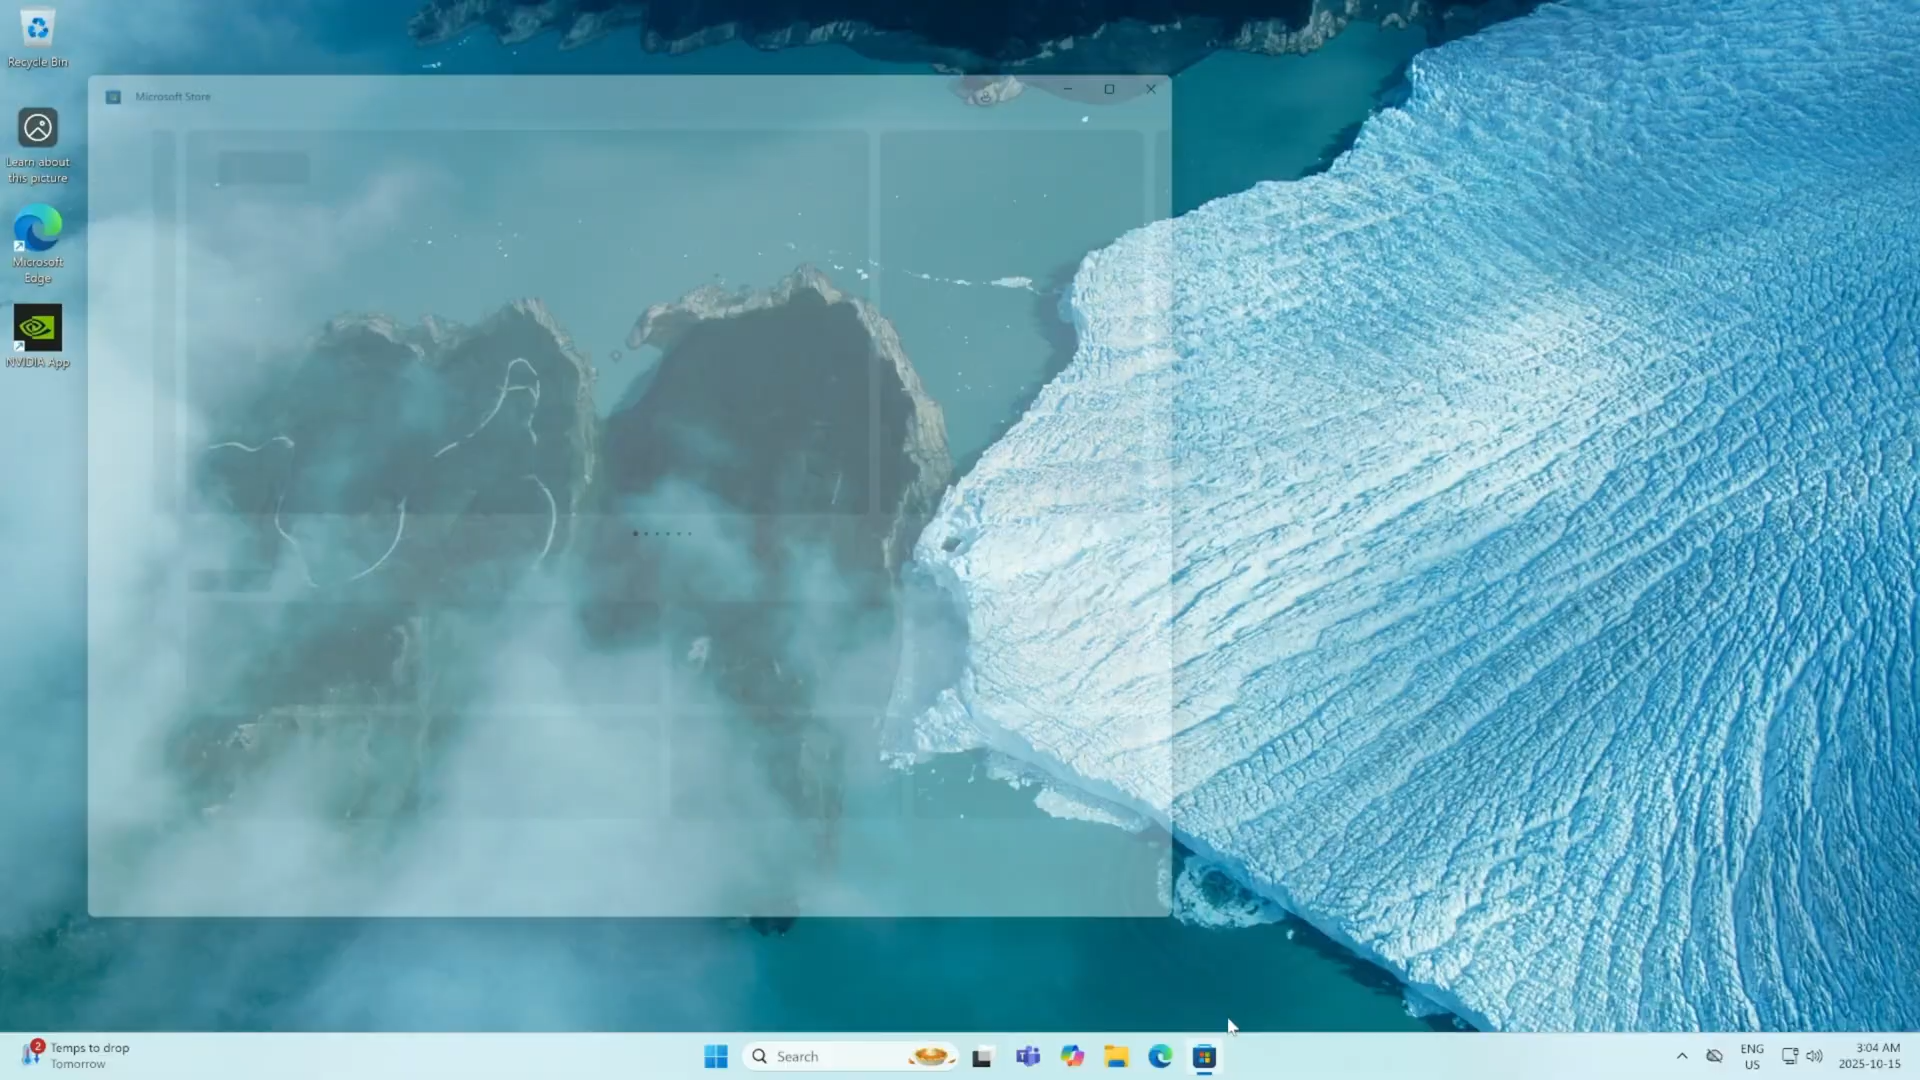 Recycle Bin
Microsoft Store
Learn about
this picture
Microsoft
Edge
NVIDIA App
2
Temps to drop
Tomorrow
Search
ENG
US
3:04 AM
2025-10-15